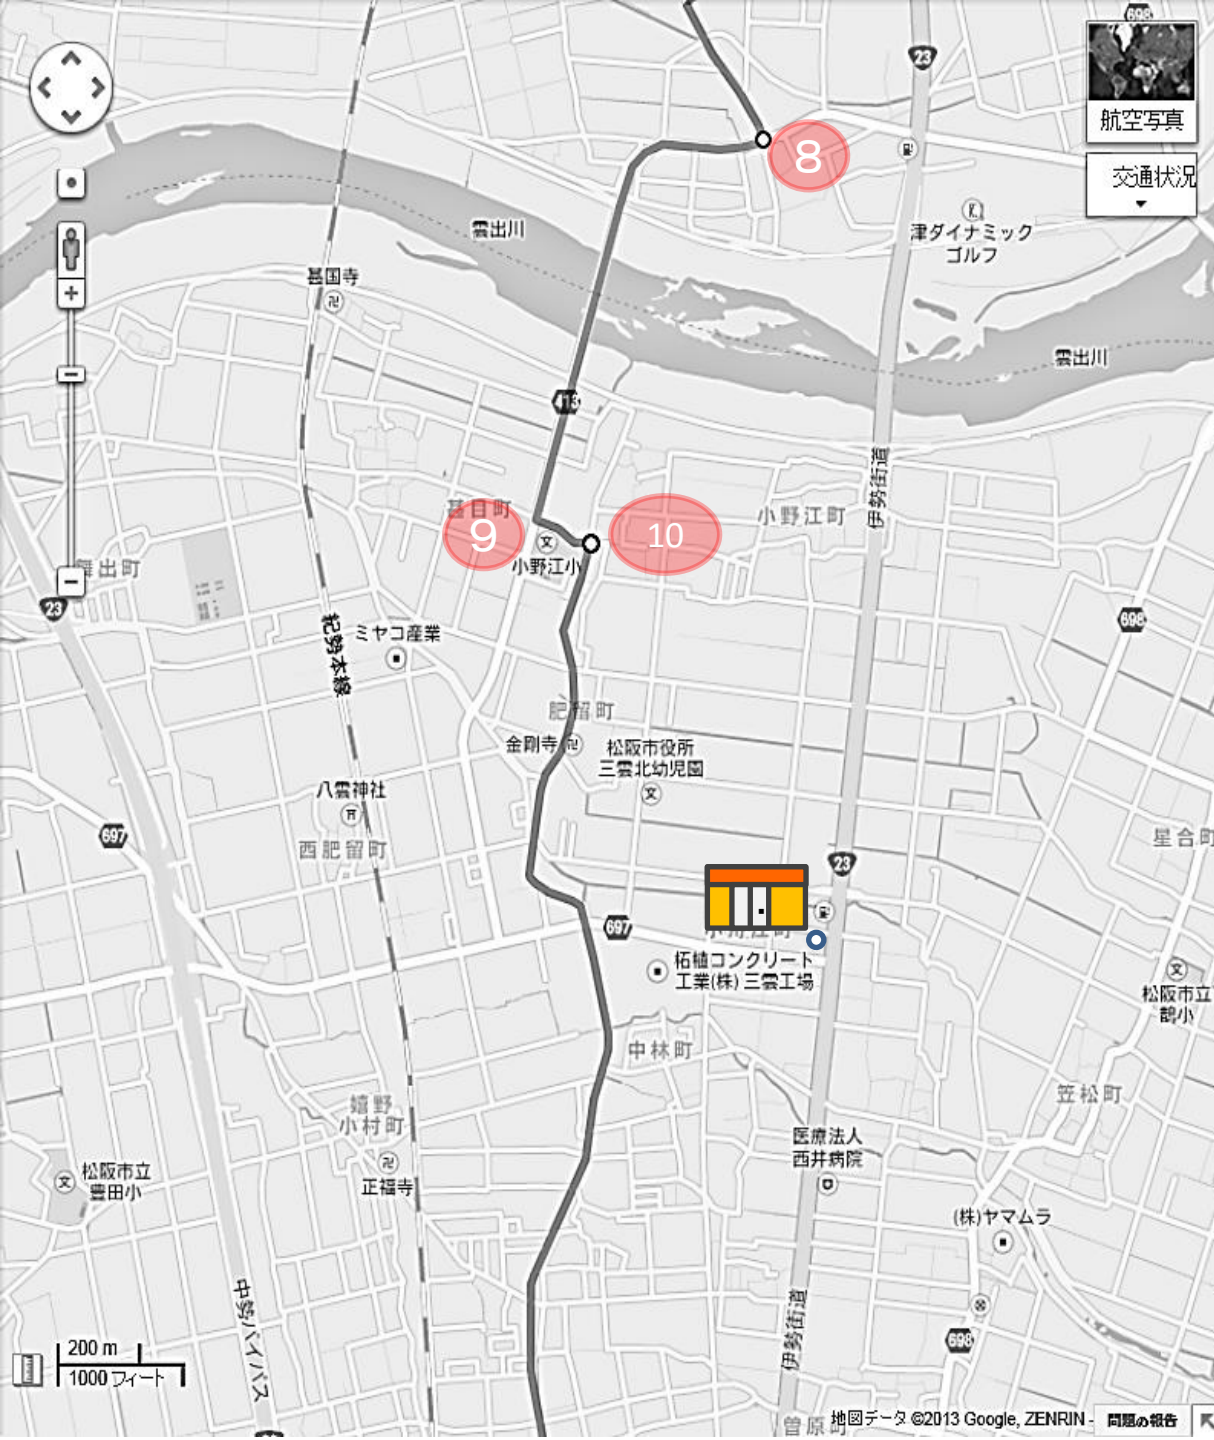 698
23
航空写真
8
交通状況
津ダイナミック
ゴルフ
雲出川
甚国寺
雲出川
413
伊勢街道
甚目町
小野江町
9
10
小野江小
舞出町
23
698
紀勢本線
ミヤコ産業
肥留町
金剛寺
松阪市役所
三雲北幼児園
八雲神社
697
西肥留町
星合町
23
697
柘植コンクリート
工業(株) 三雲工場
松阪市立
鵲小
中林町
笠松町
嬉野
小村町
医療法人
西井病院
松阪市立
豊田小
正福寺
(株)ヤマムラ
中勢バイパス
伊勢街道
698
200 m
1000 フィート
曽原町
地図データ ©2013 Google, ZENRIN -
問題の報告